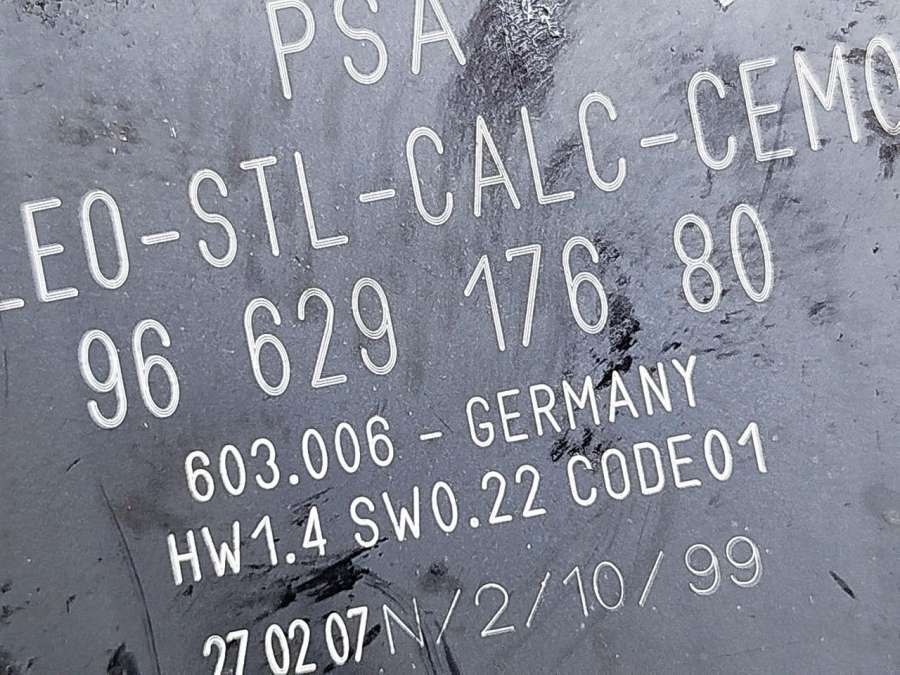 PSA
LEO-STL-CALC-CEMO
96 629 176 80
603.006 - GERMANY
HW1.4 SW0.22 CODE01
27 02 07 N/2/10/99